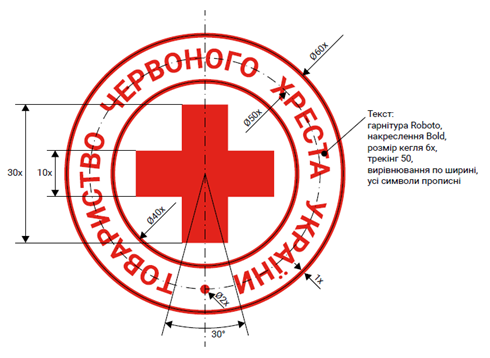 ТОВАРИСТВО ЧЕРВОНОГО ХРЕСТА УКРАЇНИ
Ø60x
Ø50x
Текст:
гарнітура Roboto,
накреслення Bold,
розмір кегля 6x,
трекінг 50,
вирівнювання по ширині,
усі символи прописні
30x
10x
Ø40x
1x
Ø2x
30°